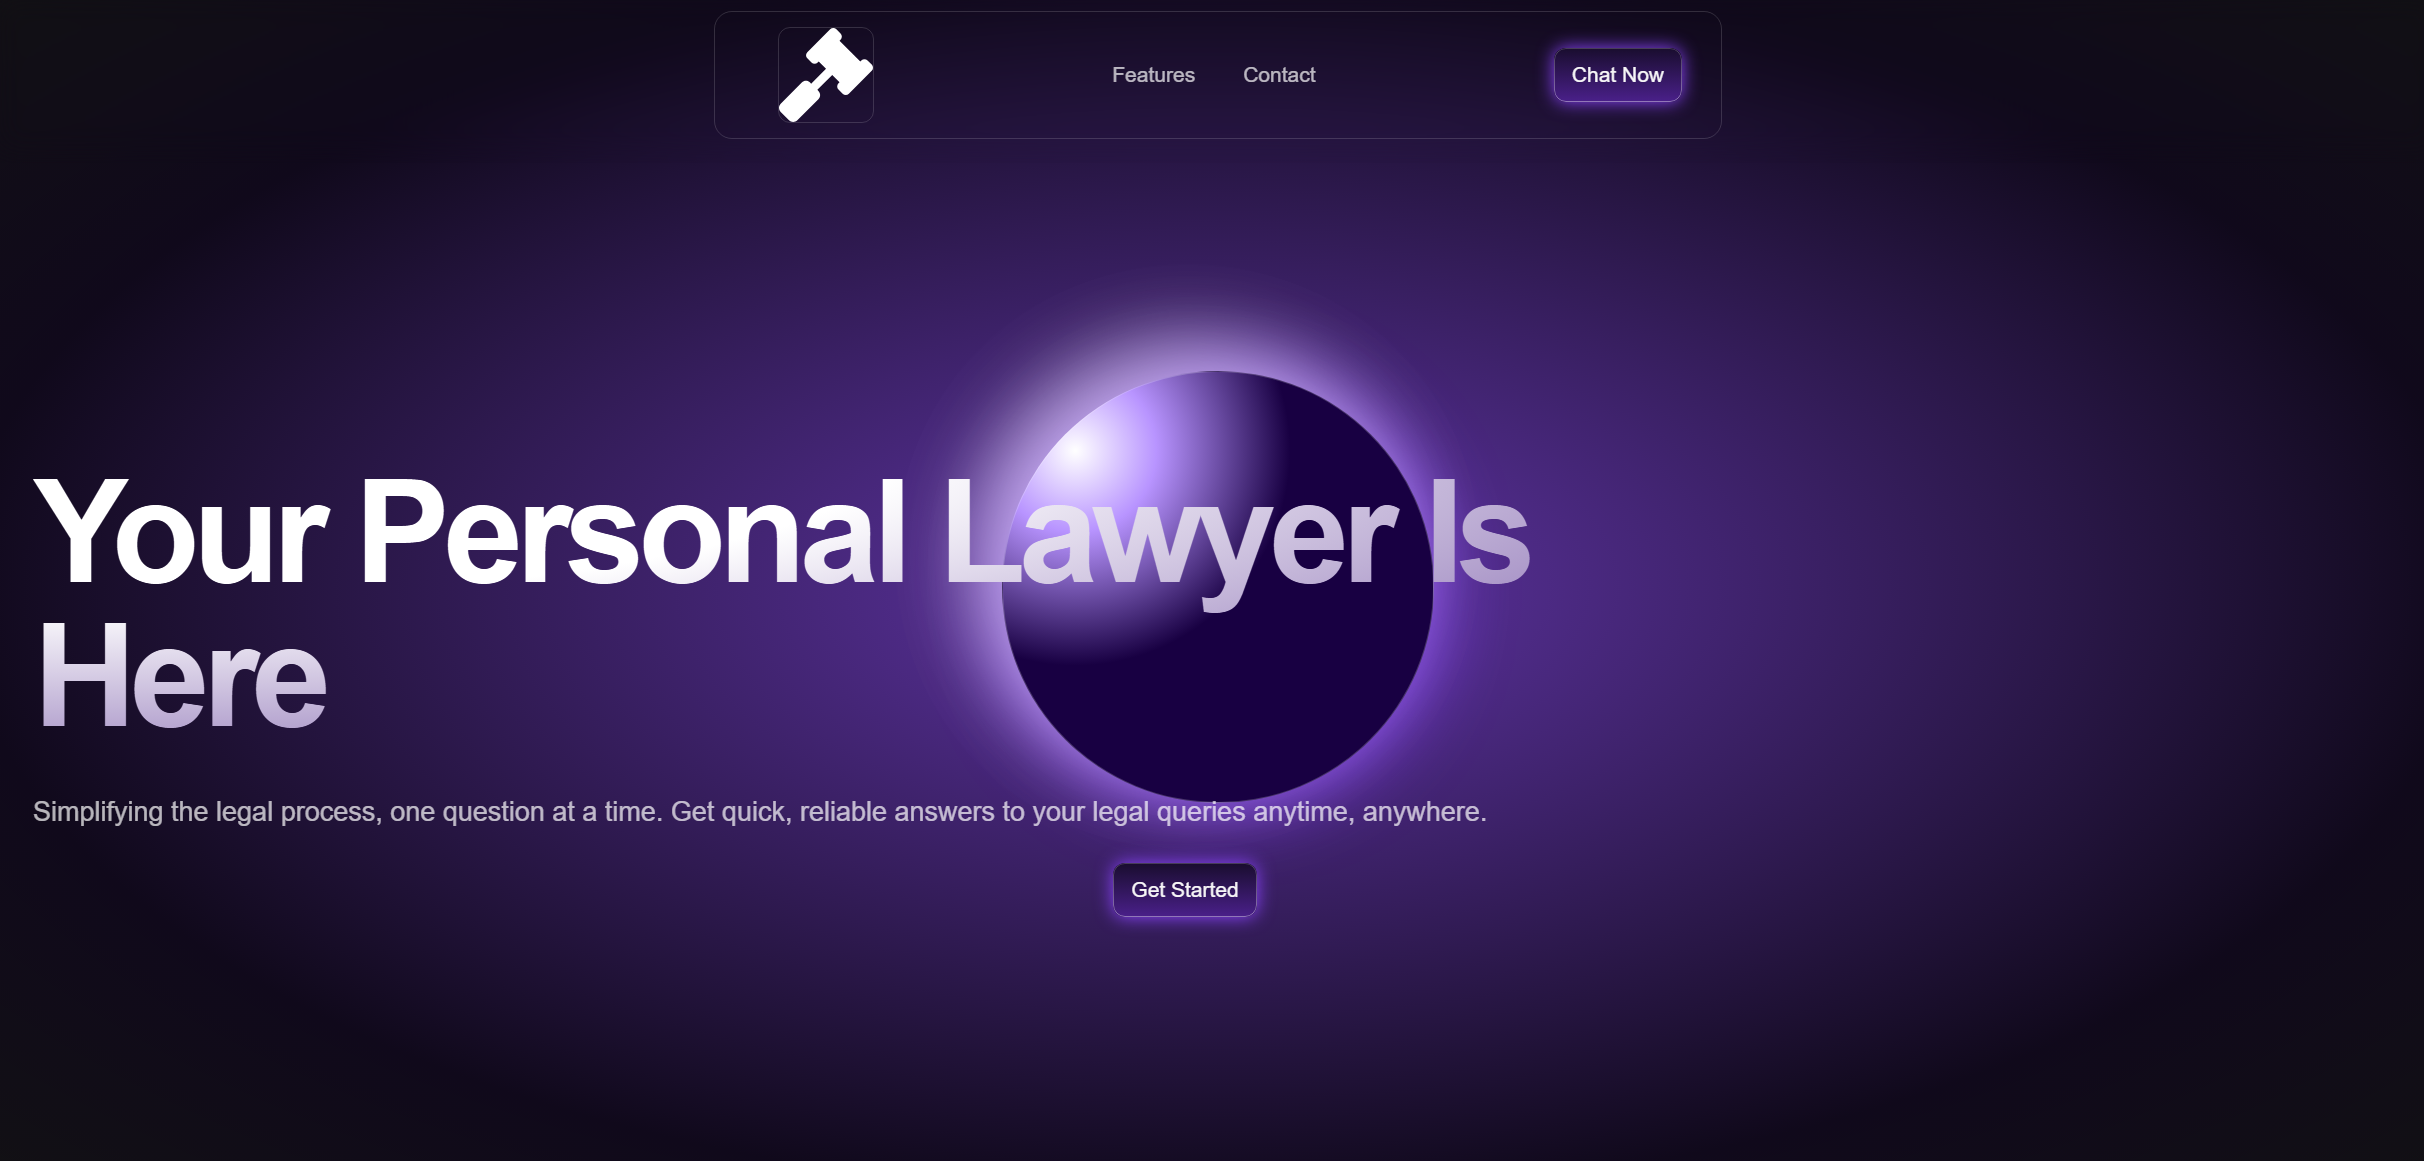 Features
Contact
Chat Now
Your Personal Lawyer Is
Here
Simplifying the legal process, one question at a time. Get quick, reliable answers to your legal queries anytime, anywhere.
Get Started